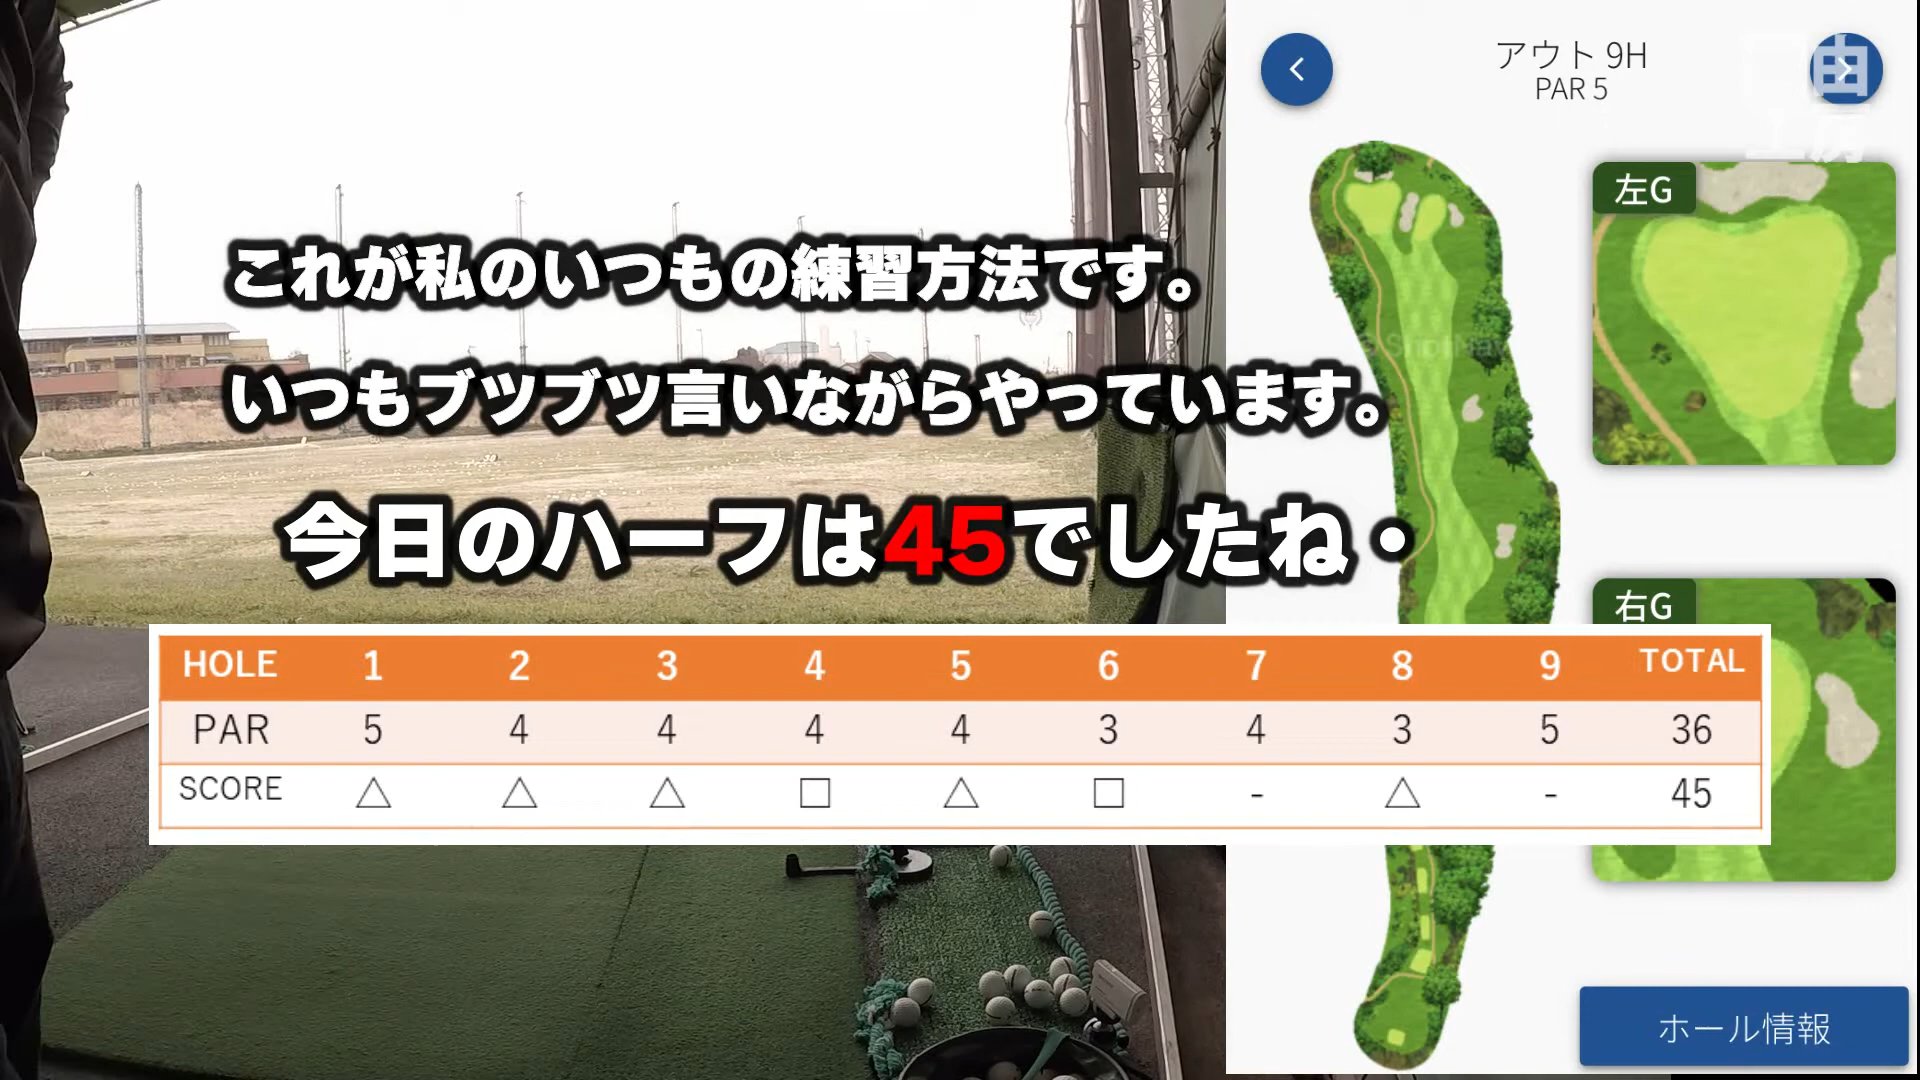 アウト 9H
PAR 5
由
工房
左G
これが私のいつもの練習方法です。
いつもブツブツ言いながらやっています。
今日のハーフは45でしたね・
右G
HOLE 1 2 3 4 5 6 7 8 9 TOTAL
PAR 5 4 4 4 4 3 4 3 5 36
SCORE △ △ △ □ △ □ - △ - 45
ホール情報